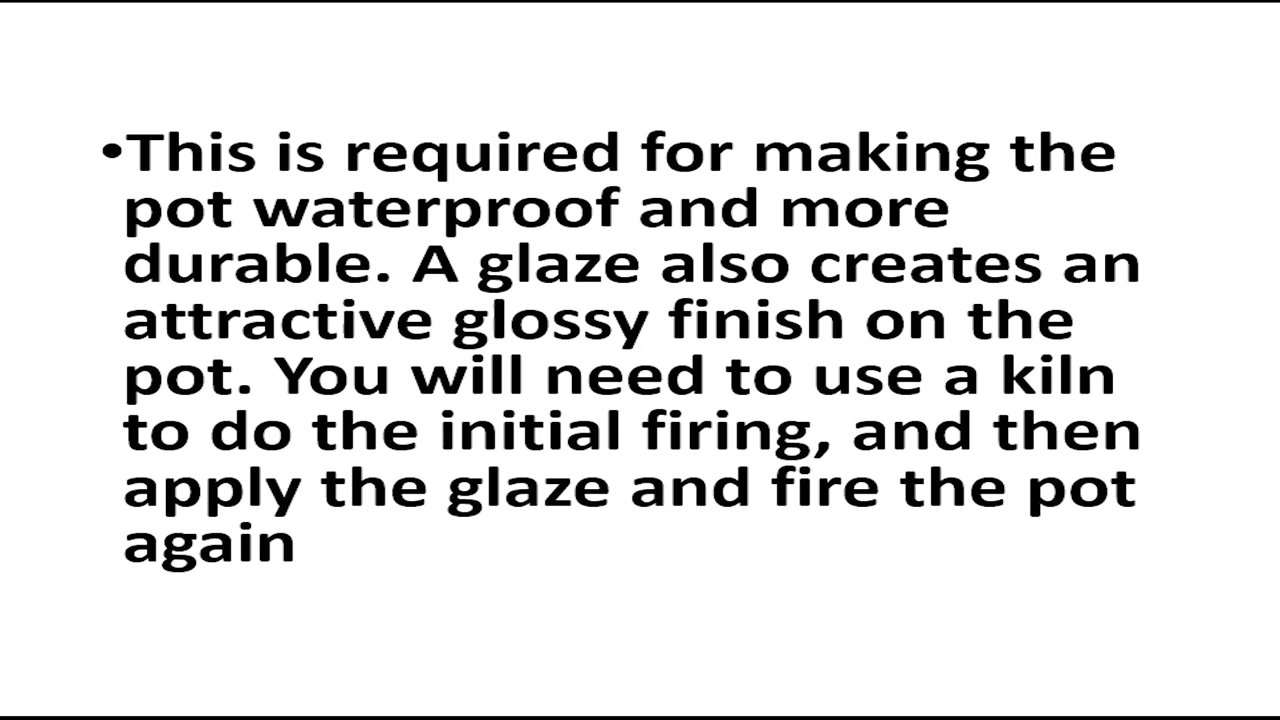 •This is required for making the
pot waterproof and more
durable. A glaze also creates an
attractive glossy finish on the
pot. You will need to use a kiln
to do the initial firing, and then
apply the glaze and fire the pot
again